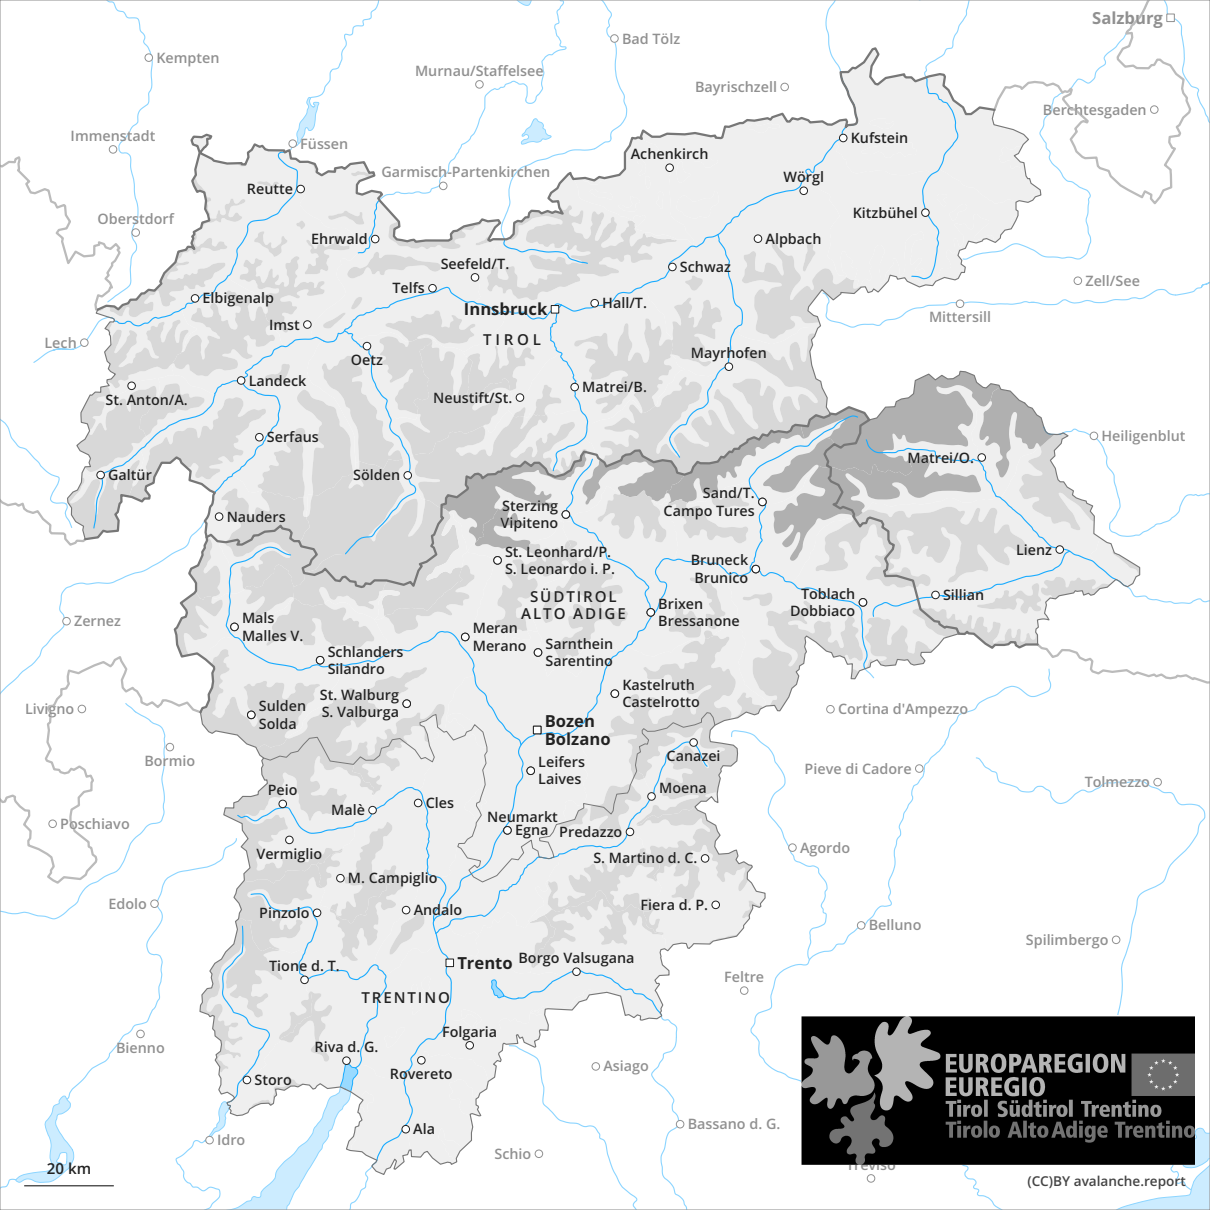 Salzburg
Bad Tölz
Kempten
Murnau/Staffelsee
Bayrischzell
Berchtesgaden
Immenstadt
Füssen
Kufstein
Achenkirch
Garmisch-Partenkirchen
Wörgl
Reutte
Oberstdorf
Kitzbühel
Ehrwald
Alpbach
Seefeld/T.
Schwaz
Zell/See
Telfs
Elbigenalp
Hall/T.
Innsbruck
Mittersill
Imst
TIROL
Lech
Oetz
Mayrhofen
Landeck
Matrei/B.
St. Anton/A.
Neustift/St.
Serfaus
Heiligenblut
Matrei/O.
Galtür
Sölden
Sand/T.
Campo Tures
Sterzing
Vipiteno
Nauders
Lienz
St. Leonhard/P.
S. Leonardo i. P.
Bruneck
Brunico
SÜDTIROL
ALTO ADIGE
Toblach
Dobbiaco
Sillian
Brixen
Bressanone
Zernez
Mals
Malles V.
Meran
Merano
Sarnthein
Sarentino
Schlanders
Silandro
Kastelruth
Castelrotto
St. Walburg
S. Valburga
Livigno
Sulden
Solda
Cortina d'Ampezzo
Bozen
Bolzano
Bormio
Canazei
Leifers
Laives
Pieve di Cadore
Tolmezzo
Peio
Moena
Malè
Cles
Neumarkt
Egna
Predazzo
Poschiavo
Vermiglio
Agordo
S. Martino d. C.
M. Campiglio
Edolo
Pinzolo
Andalo
Fiera d. P.
Belluno
Spilimbergo
Trento
Borgo Valsugana
Tione d. T.
Feltre
TRENTINO
Folgaria
Bienno
Riva d. G.
Rovereto
Asiago
Storo
EUROPAREGION
EUREGIO
Tirol Südtirol Trentino
Tirolo Alto Adige Trentino
Ala
Idro
Bassano d. G.
Schio
Treviso
20 km
(CC)BY avalanche.report